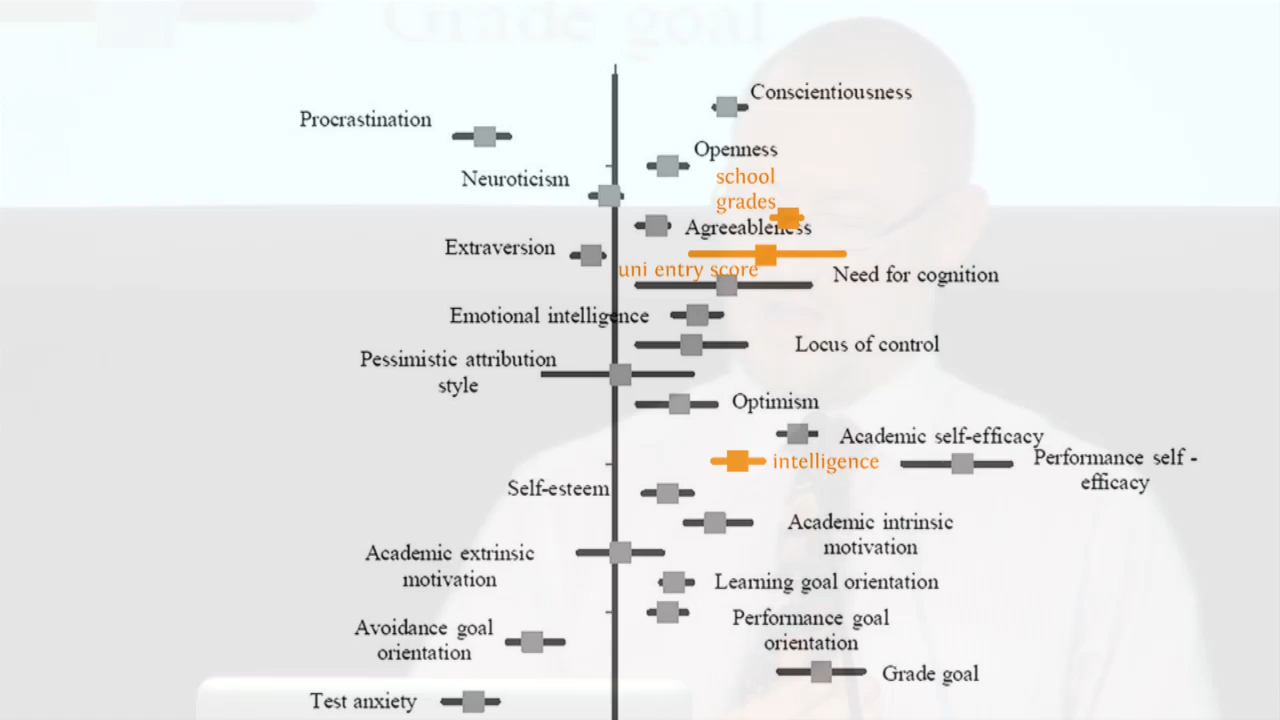 Grade goal
Conscientiousness
Procrastination
Openness
Neuroticism
school
grades
Agreeableness
Extraversion
uni entry score
Need for cognition
Emotional intelligence
Locus of control
Pessimistic attribution
style
Optimism
Academic self-efficacy
intelligence
Performance self -
efficacy
Self-esteem
Academic intrinsic
motivation
Academic extrinsic
motivation
Learning goal orientation
Performance goal
orientation
Avoidance goal
orientation
Grade goal
Test anxiety